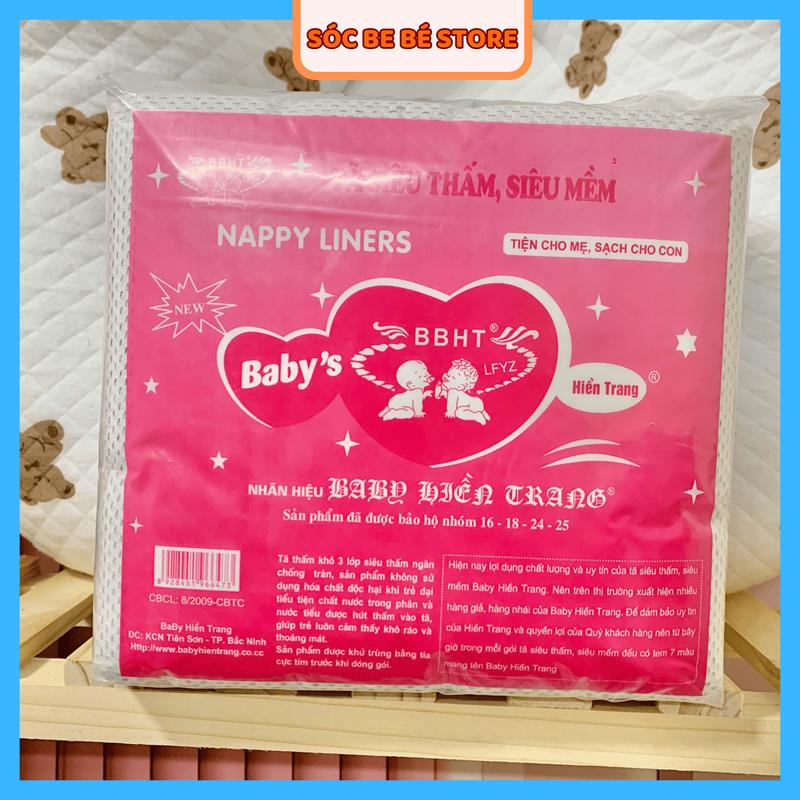 SÓC BE BÉ STORE
BBHT
SIÊU THẤM, SIÊU MỀM
NAPPY LINERS
TIỆN CHO MẸ, SẠCH CHO CON
NEW
Baby's
BBHT®
LFYZ
Hiền Trang ®
NHÃN HIỆU BABY HIỀN TRANG®
Sản phẩm đã được bảo hộ nhóm 16 - 18 - 24 - 25
8 928451 966473
CBCL: 8/2009-CBTC
BaBy Hiền Trang
ĐC: KCN Tiên Sơn - TP. Bắc Ninh
Http://www.babyhientrang.co.cc
Tã thấm khô 3 lớp siêu thấm ngăn
chống tràn, sản phẩm không sử
dụng hóa chất độc hại khi trẻ đại
tiểu tiện chất nước trong phân và
nước tiểu được hút thấm vào tã,
giúp trẻ luôn cảm thấy khô ráo và
thoáng mát.
Sản phẩm được khử trùng bằng tia
cực tím trước khi đóng gói.
Hiện nay lợi dụng chất lượng và uy tín của tã siêu thấm, siêu
mềm Baby Hiền Trang. Nên trên thị trường xuất hiện nhiều
hàng giả, hàng nhái của Baby Hiền Trang. Để đảm bảo uy tín
của Hiền Trang và quyền lợi của Quý khách hàng nên từ bây
giờ trong mỗi gói tã siêu thấm, siêu mềm đều có tem 7 màu
mang tên Baby Hiền Trang